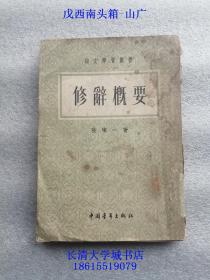 戊西南头箱-山广
语文学习丛书
修辞概要
张瓌一著
中国青年出版社
长清大学城书店
18615519079